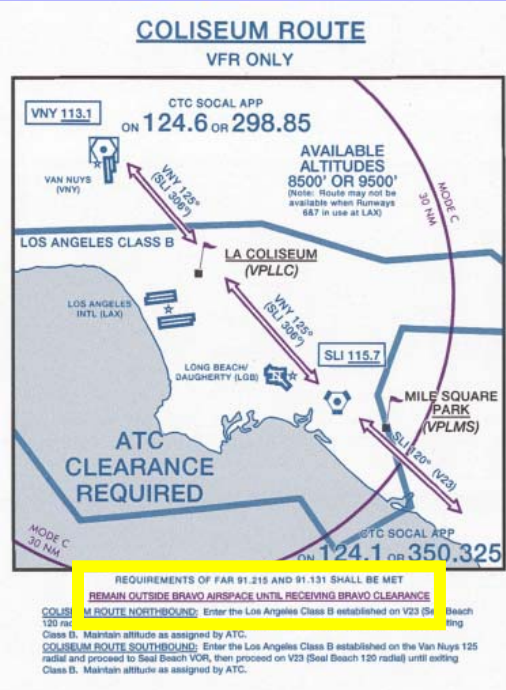 COLISEUM ROUTE
VFR ONLY
VNY 113.1
CTC SOCAL APP
ON 124.6 OR 298.85
VAN NUYS
(VNY)
VNY 125°
(SLI 306°)
AVAILABLE
ALTITUDES
8500' OR 9500'
(Note: Route may not be
available when Runways
6&7 in use at LAX)
MODE C
30 NM
LOS ANGELES CLASS B
LA COLISEUM
(VPLLC)
LOS ANGELES
INTL (LAX)
VNY 125°
(SLI 306°)
SLI 115.7
LONG BEACH/
DAUGHERTY (LGB)
MILE SQUARE
PARK
(VPLMS)
SLI 120° (V23)
ATC
CLEARANCE
REQUIRED
MODE C
30 NM
CTC SOCAL APP
ON 124.1 OR 350.325
REQUIREMENTS OF FAR 91.215 AND 91.131 SHALL BE MET
REMAIN OUTSIDE BRAVO AIRSPACE UNTIL RECEIVING BRAVO CLEARANCE
COLISEUM ROUTE NORTHBOUND: Enter the Los Angeles Class B established on V23 (Seal Beach
120
Class B. Maintain altitude as assigned by ATC.
COLISEUM ROUTE SOUTHBOUND: Enter the Los Angeles Class B established on the Van Nuys 125
radial and proceed to Seal Beach VOR, then proceed on V23 (Seal Beach 120 radial) until exiting
Class B. Maintain altitude as assigned by ATC.